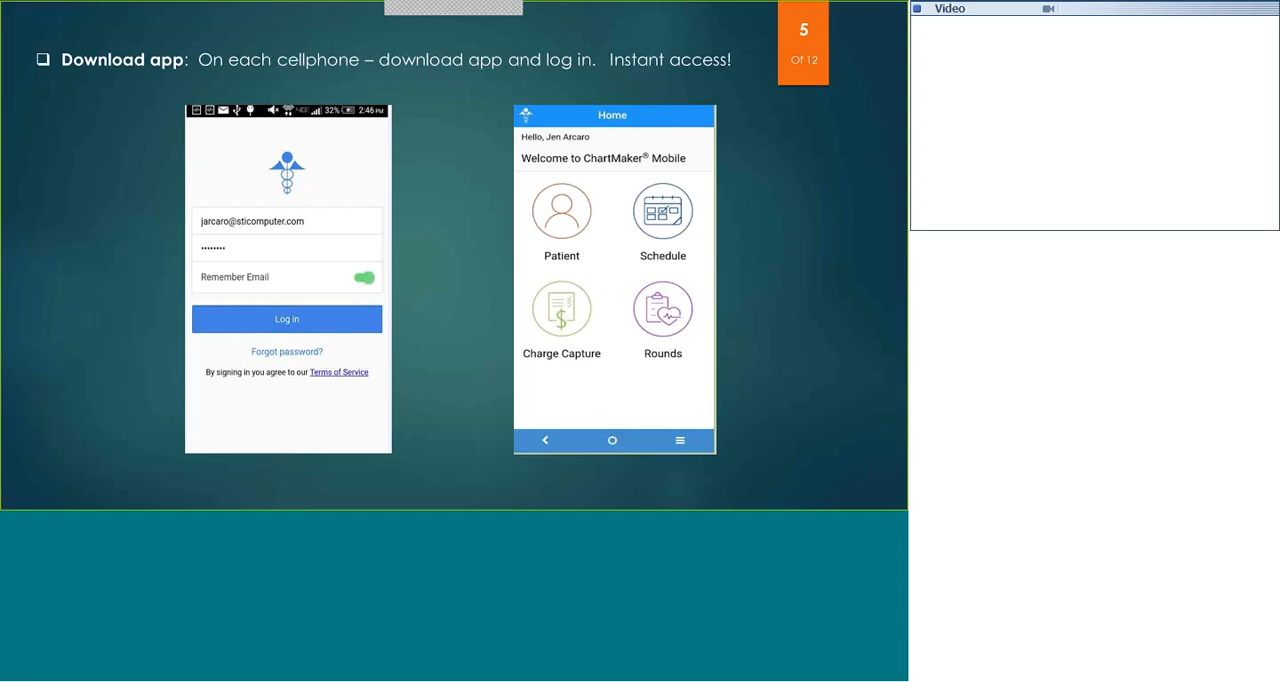 Video
5
Of 12
Download app: On each cellphone – download app and log in. Instant access!
32% 2:46 PM
jarcaro@sticomputer.com
••••••••
Remember Email
Log in
Forgot password?
By signing in you agree to our Terms of Service
Home
Hello, Jen Arcaro
Welcome to ChartMaker® Mobile
Patient
Schedule
Charge Capture
Rounds